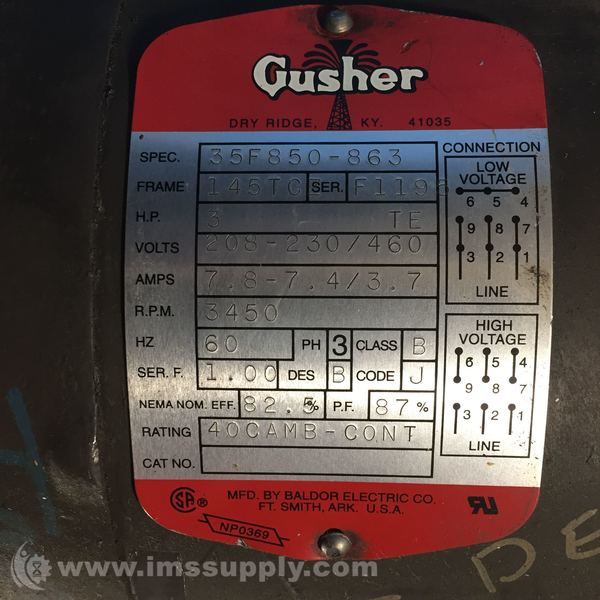 Gusher
DRY RIDGE, KY. 41035
SPEC. 35F850-863
FRAME 145TC SER. F1198
H.P. 3 TE
VOLTS 208-230/460
AMPS 7.8-7.4/3.7
R.P.M. 3450
HZ 60 PH 3 CLASS B
SER. F. 1.00 DES B CODE J
NEMA NOM. EFF. 82.5 % P.F. 87 %
RATING 40CAMB-CONT
CAT NO.
CONNECTION
LOW
VOLTAGE
6 5 4
9 8 7
3 2 1
LINE
HIGH
VOLTAGE
6 5 4
9 8 7
3 2 1
LINE
SA ®
MFD. BY BALDOR ELECTRIC CO.
FT. SMITH, ARK. U.S.A.
NP0369
DE
www.imssupply.com